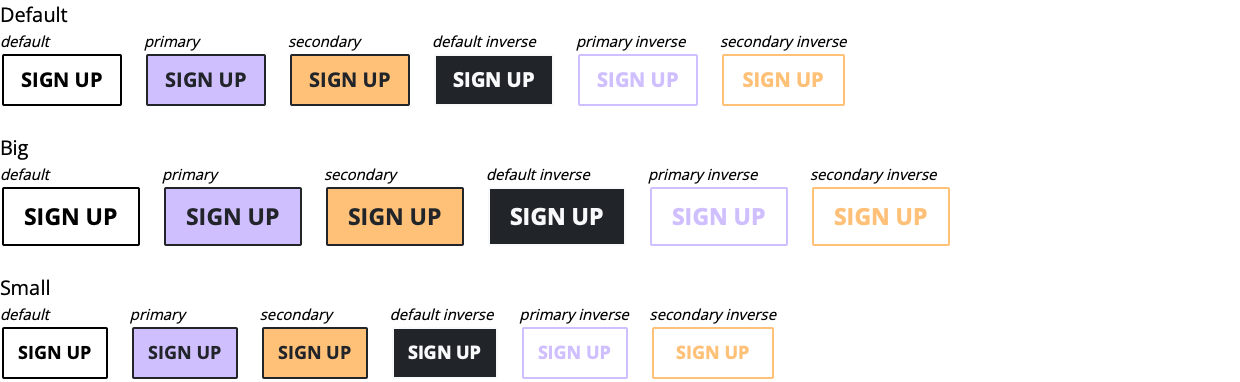 Default
default primary secondary default inverse primary inverse secondary inverse
SIGN UP SIGN UP SIGN UP SIGN UP SIGN UP SIGN UP
Big
default primary secondary default inverse primary inverse secondary inverse
SIGN UP SIGN UP SIGN UP SIGN UP SIGN UP SIGN UP
Small
default primary secondary default inverse primary inverse secondary inverse
SIGN UP SIGN UP SIGN UP SIGN UP SIGN UP SIGN UP